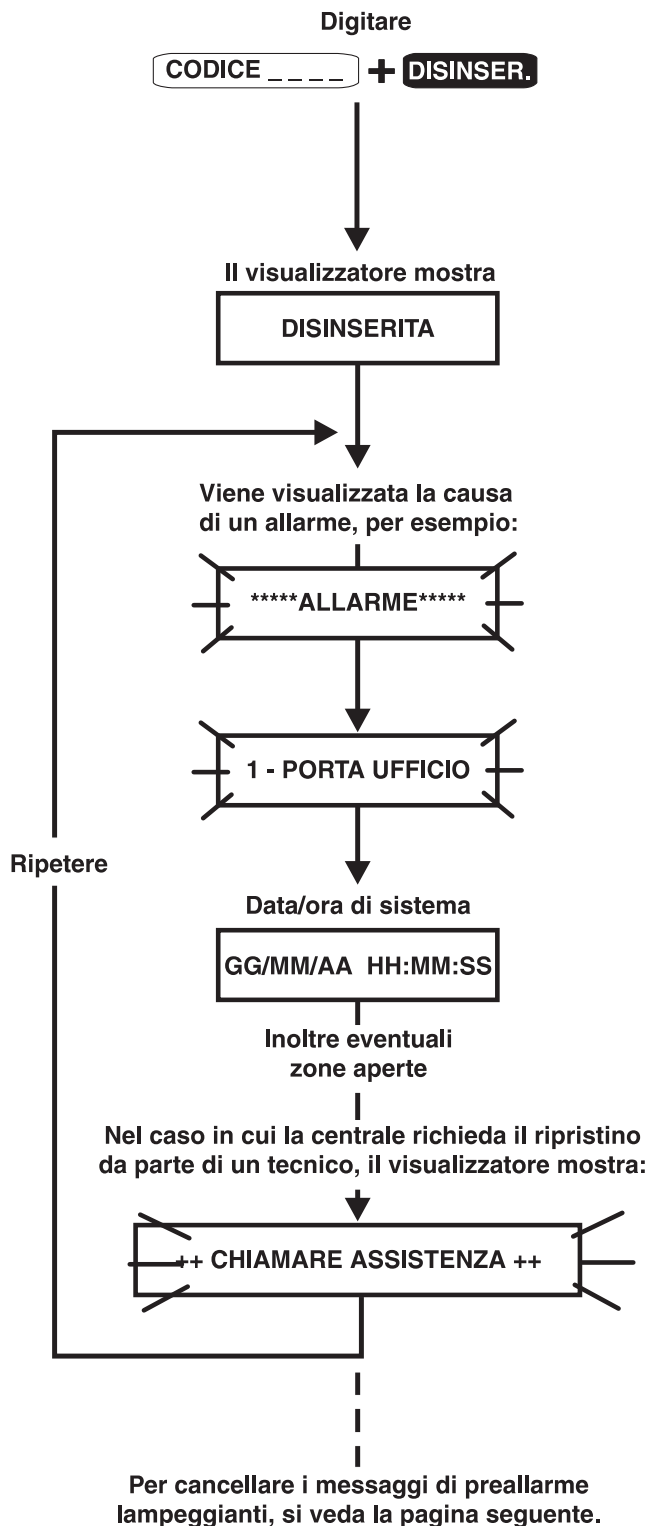 Digitare
CODICE _ _ _ _ + DISINSER.
Il visualizzatore mostra
DISINSERITA
Viene visualizzata la causa
di un allarme, per esempio:
*****ALLARME*****
1 - PORTA UFFICIO
Ripetere
Data/ora di sistema
GG/MM/AA HH:MM:SS
Inoltre eventuali
zone aperte
Nel caso in cui la centrale richieda il ripristino
da parte di un tecnico, il visualizzatore mostra:
++ CHIAMARE ASSISTENZA ++
Per cancellare i messaggi di preallarme
lampeggianti, si veda la pagina seguente.